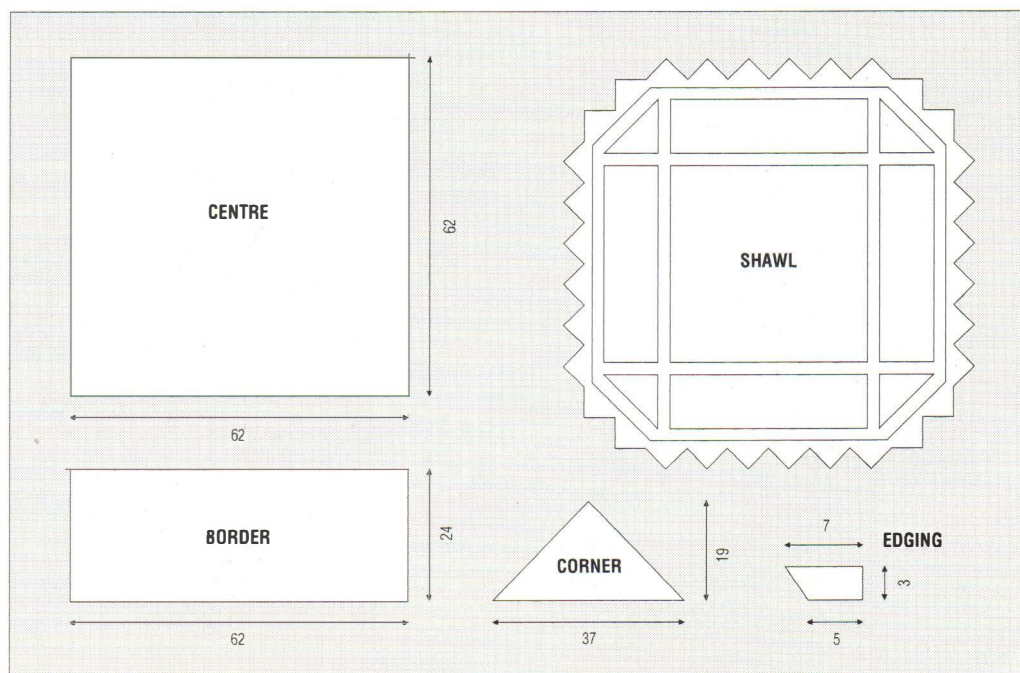 CENTRE
62
62
SHAWL
BORDER
24
62
CORNER
19
37
7
EDGING
3
5